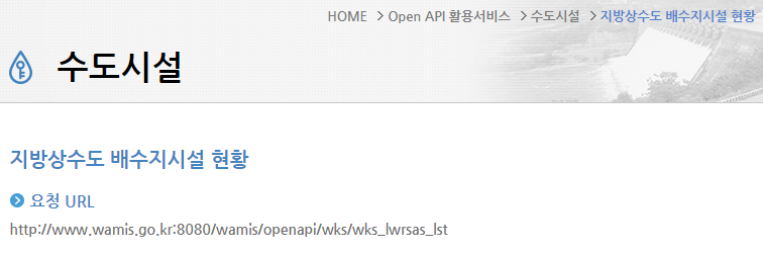 HOME > Open API 활용서비스 > 수도시설 > 지방상수도 배수지시설 현황
수도시설
지방상수도 배수지시설 현황
요청 URL
http://www.wamis.go.kr:8080/wamis/openapi/wks/wks_lwrsas_lst